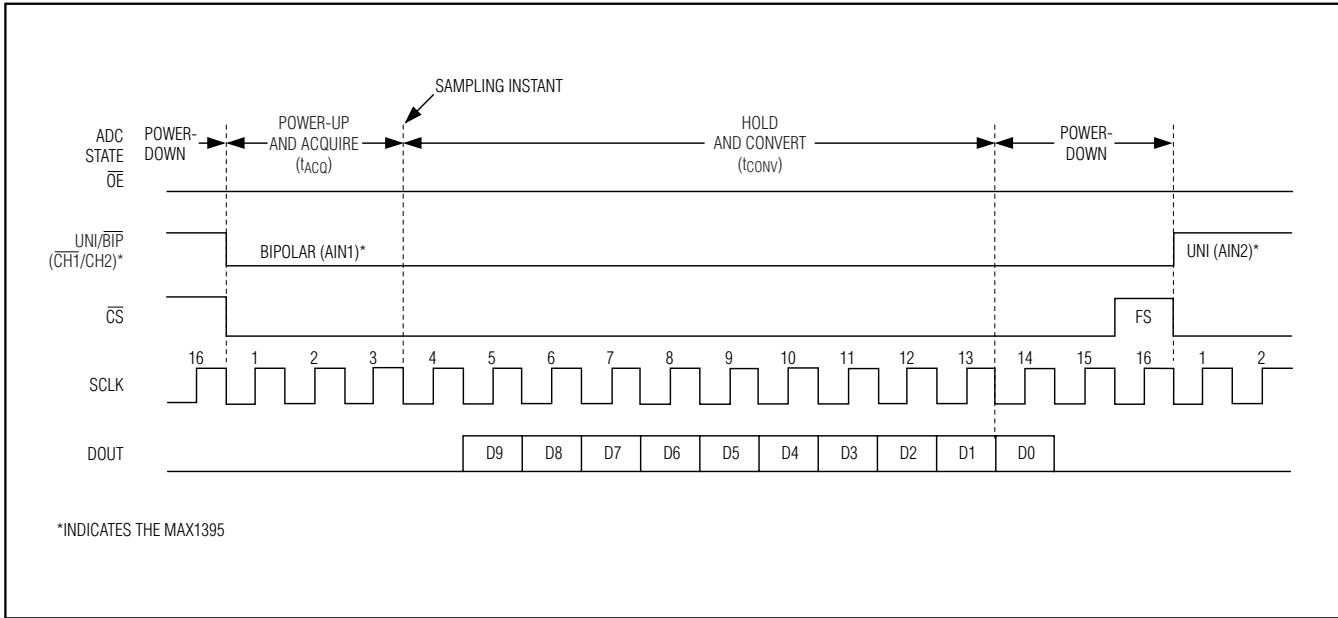 SAMPLING INSTANT
ADC
STATE
POWER-
DOWN
POWER-UP
AND ACQUIRE
(tACQ)
HOLD
AND CONVERT
(tCONV)
POWER-
DOWN
OE
UNI/BIP
(CH1/CH2)*
BIPOLAR (AIN1)*
UNI (AIN2)*
CS
FS
16 1 2 3 4 5 6 7 8 9 10 11 12 13 14 15 16 1 2
SCLK
DOUT
D9 D8 D7 D6 D5 D4 D3 D2 D1 D0
*INDICATES THE MAX1395